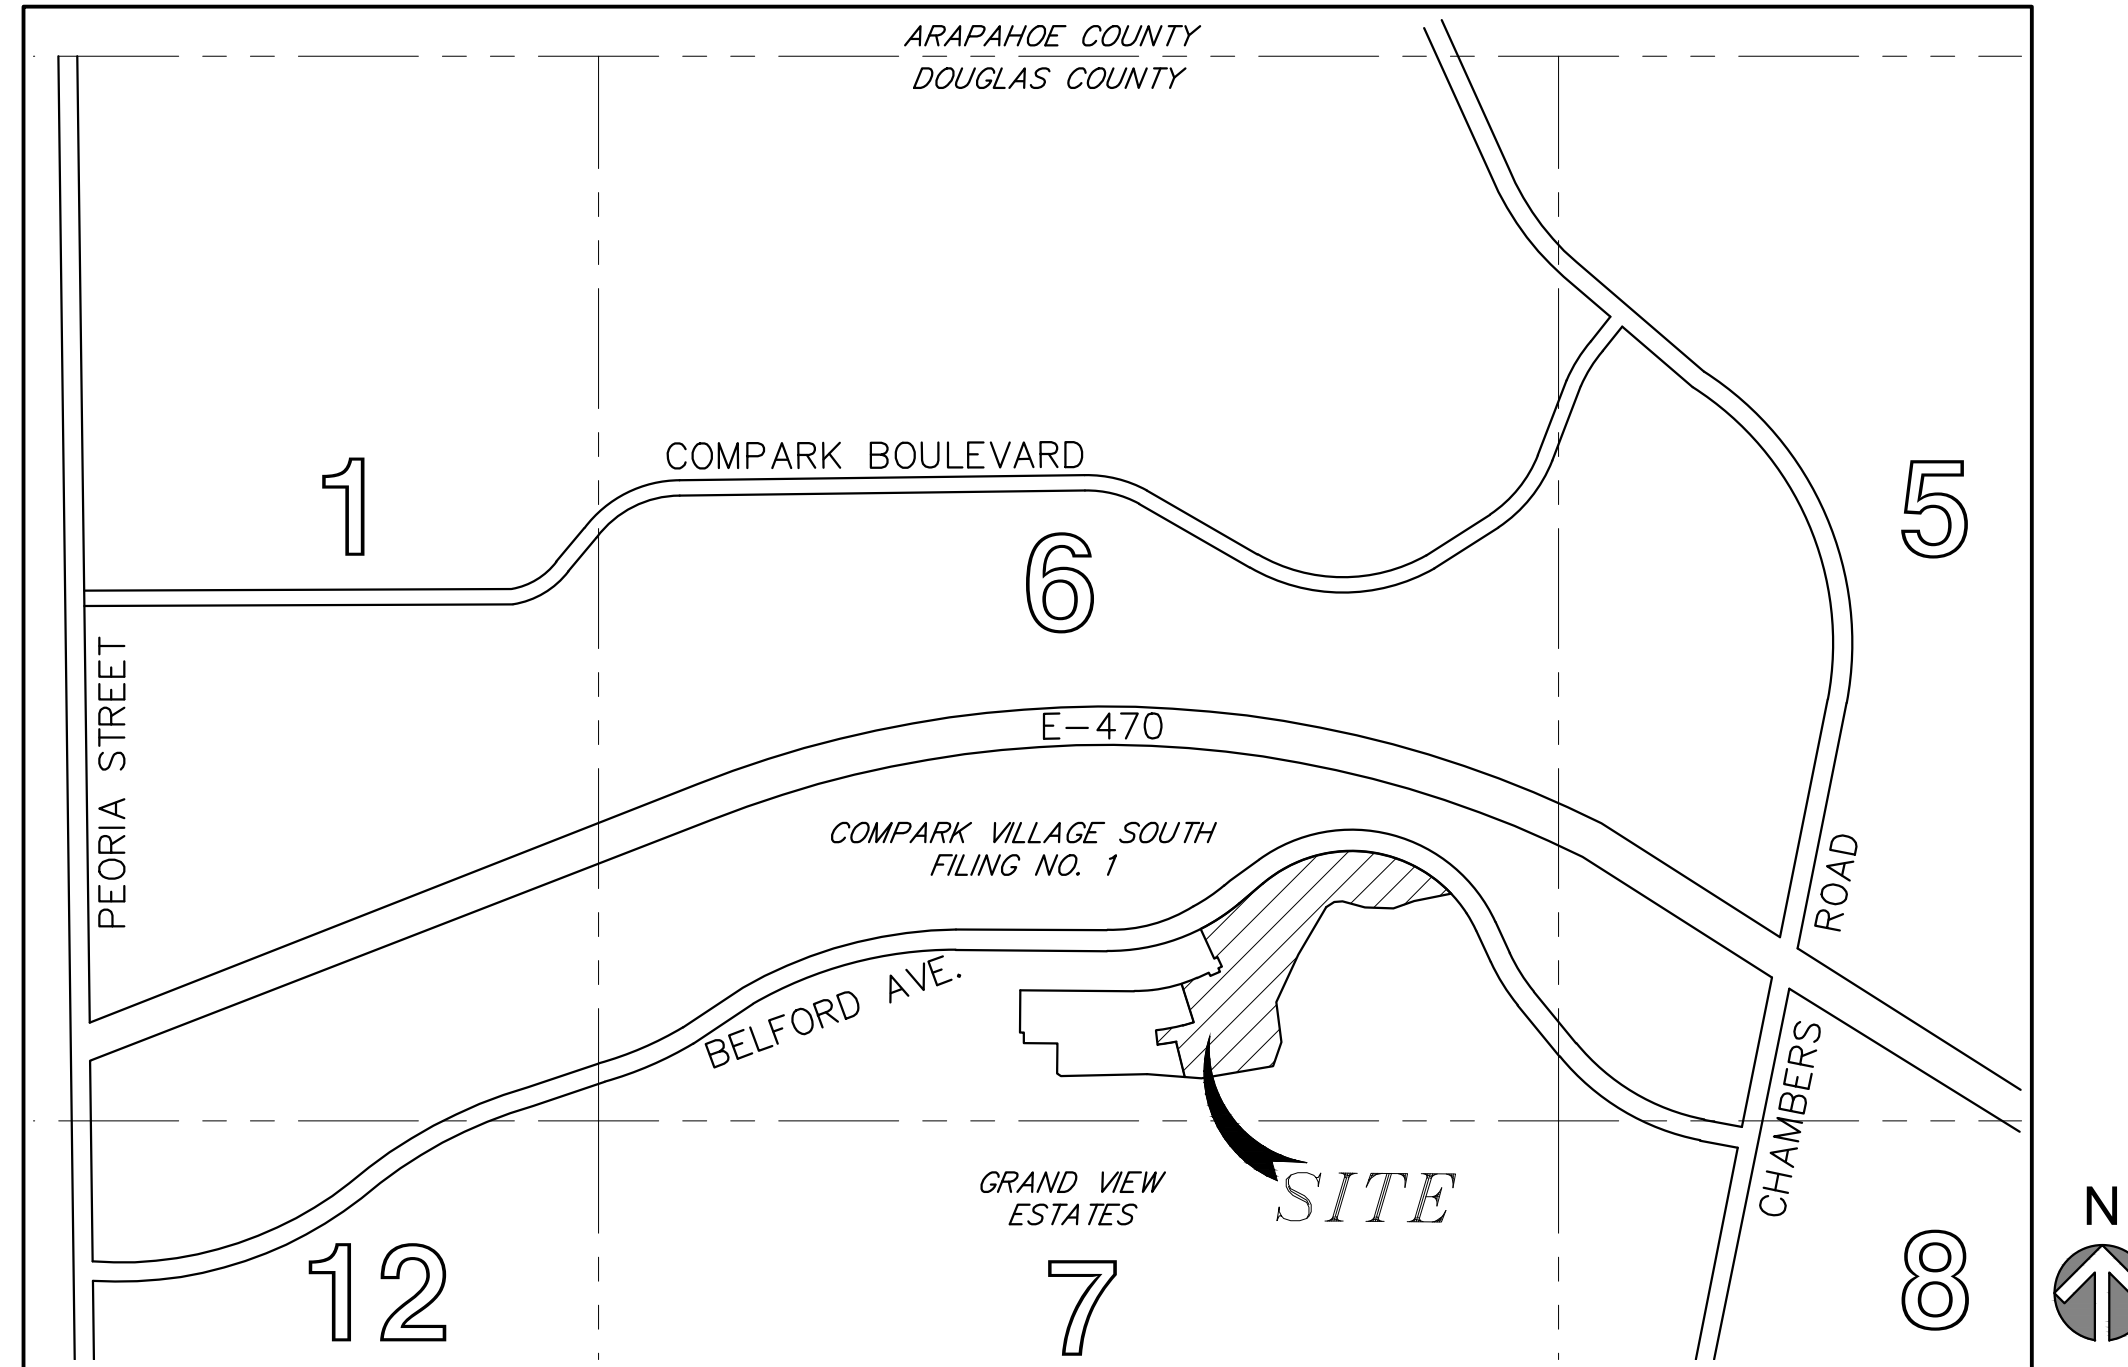 ARAPAHOE COUNTY
DOUGLAS COUNTY
COMPARK BOULEVARD
1
5
6
PEORIA STREET
E-470
COMPARK VILLAGE SOUTH
FILING NO. 1
ROAD
BELFORD AVE.
CHAMBERS
GRAND VIEW
ESTATES
SITE
N
12
7
8